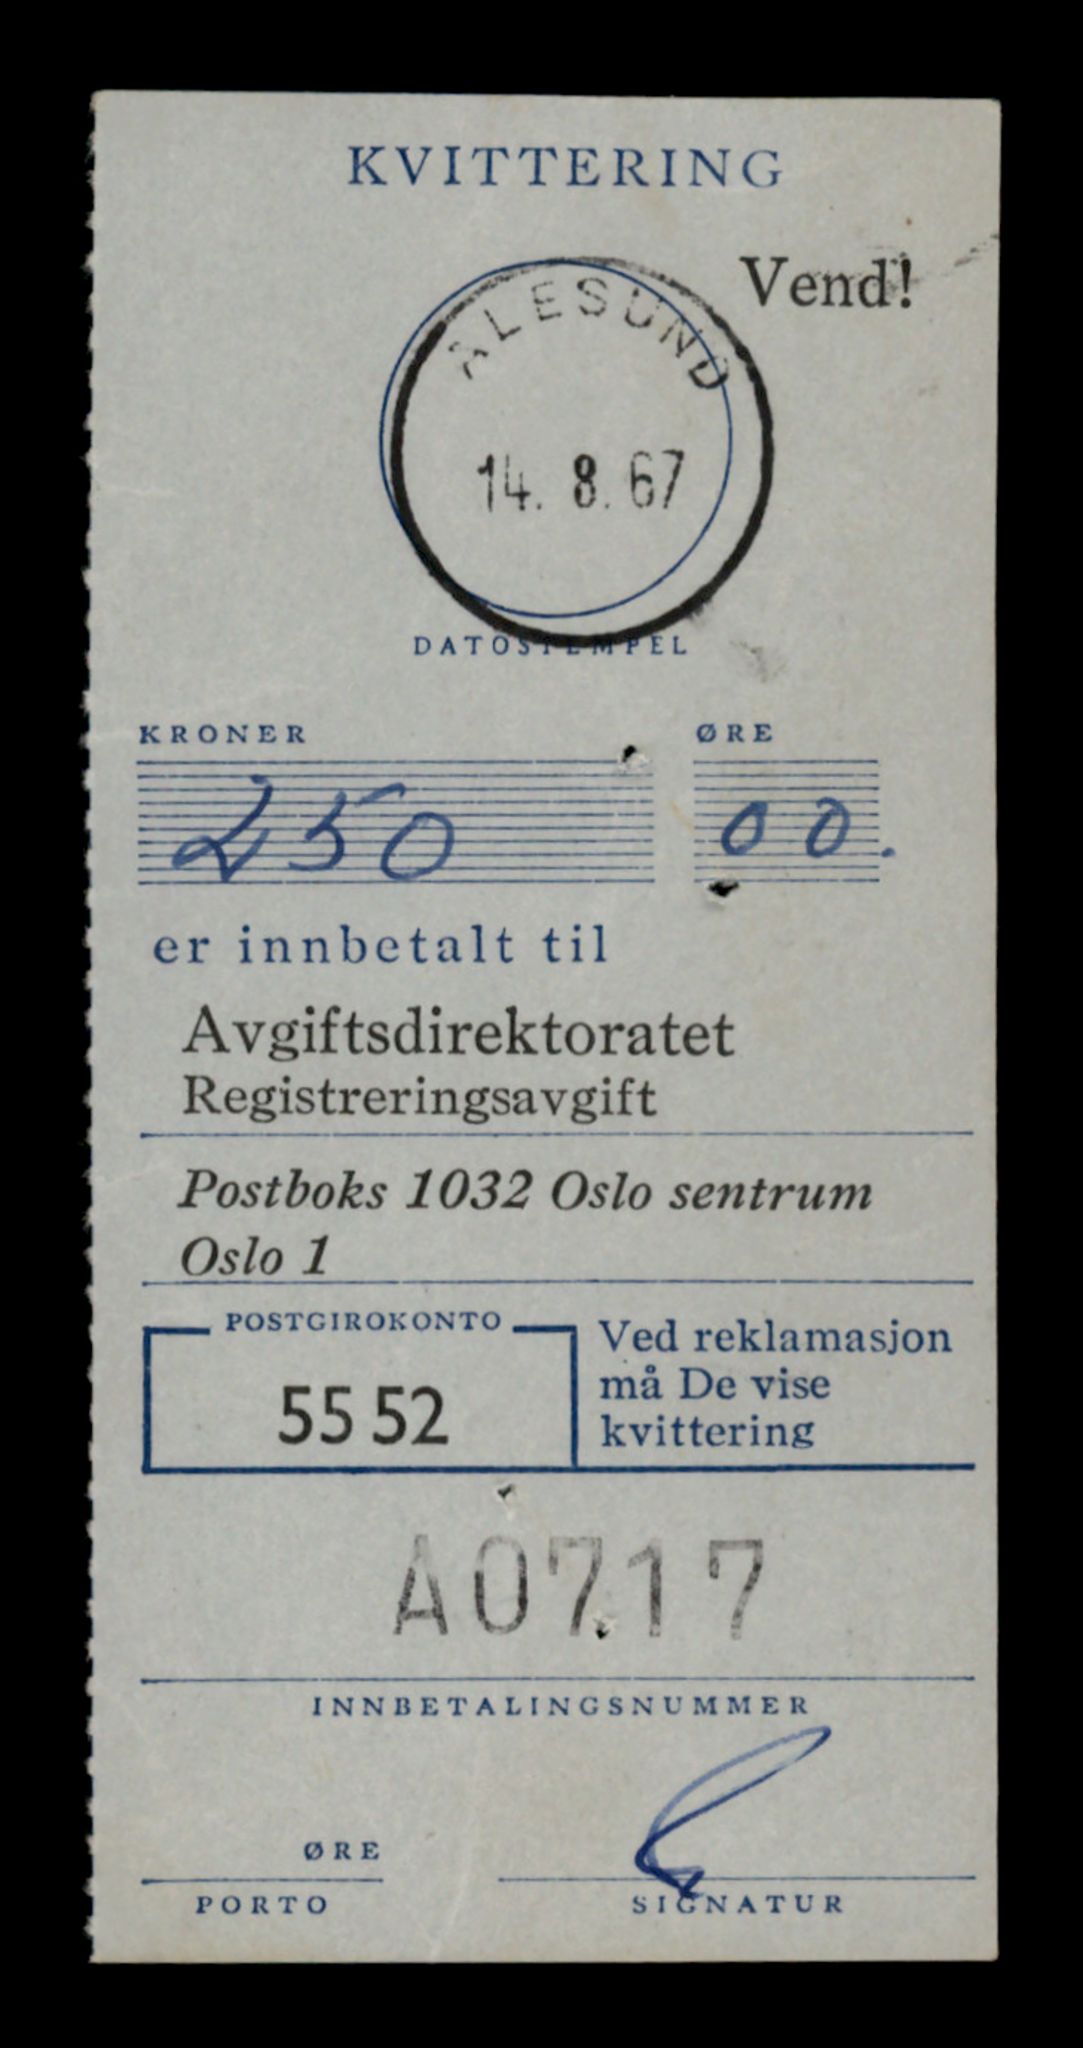 KVITTERING
Vend!
ÅLESUND
14. 8. 67
DATOSTEMPEL
KRONER ØRE
250 00.
er innbetalt til
Avgiftsdirektoratet
Registreringsavgift
Postboks 1032 Oslo sentrum
Oslo 1
POSTGIROKONTO
55 52
Ved reklamasjon
må De vise
kvittering
A0717
INNBETALINGSNUMMER
ØRE
PORTO
SIGNATUR